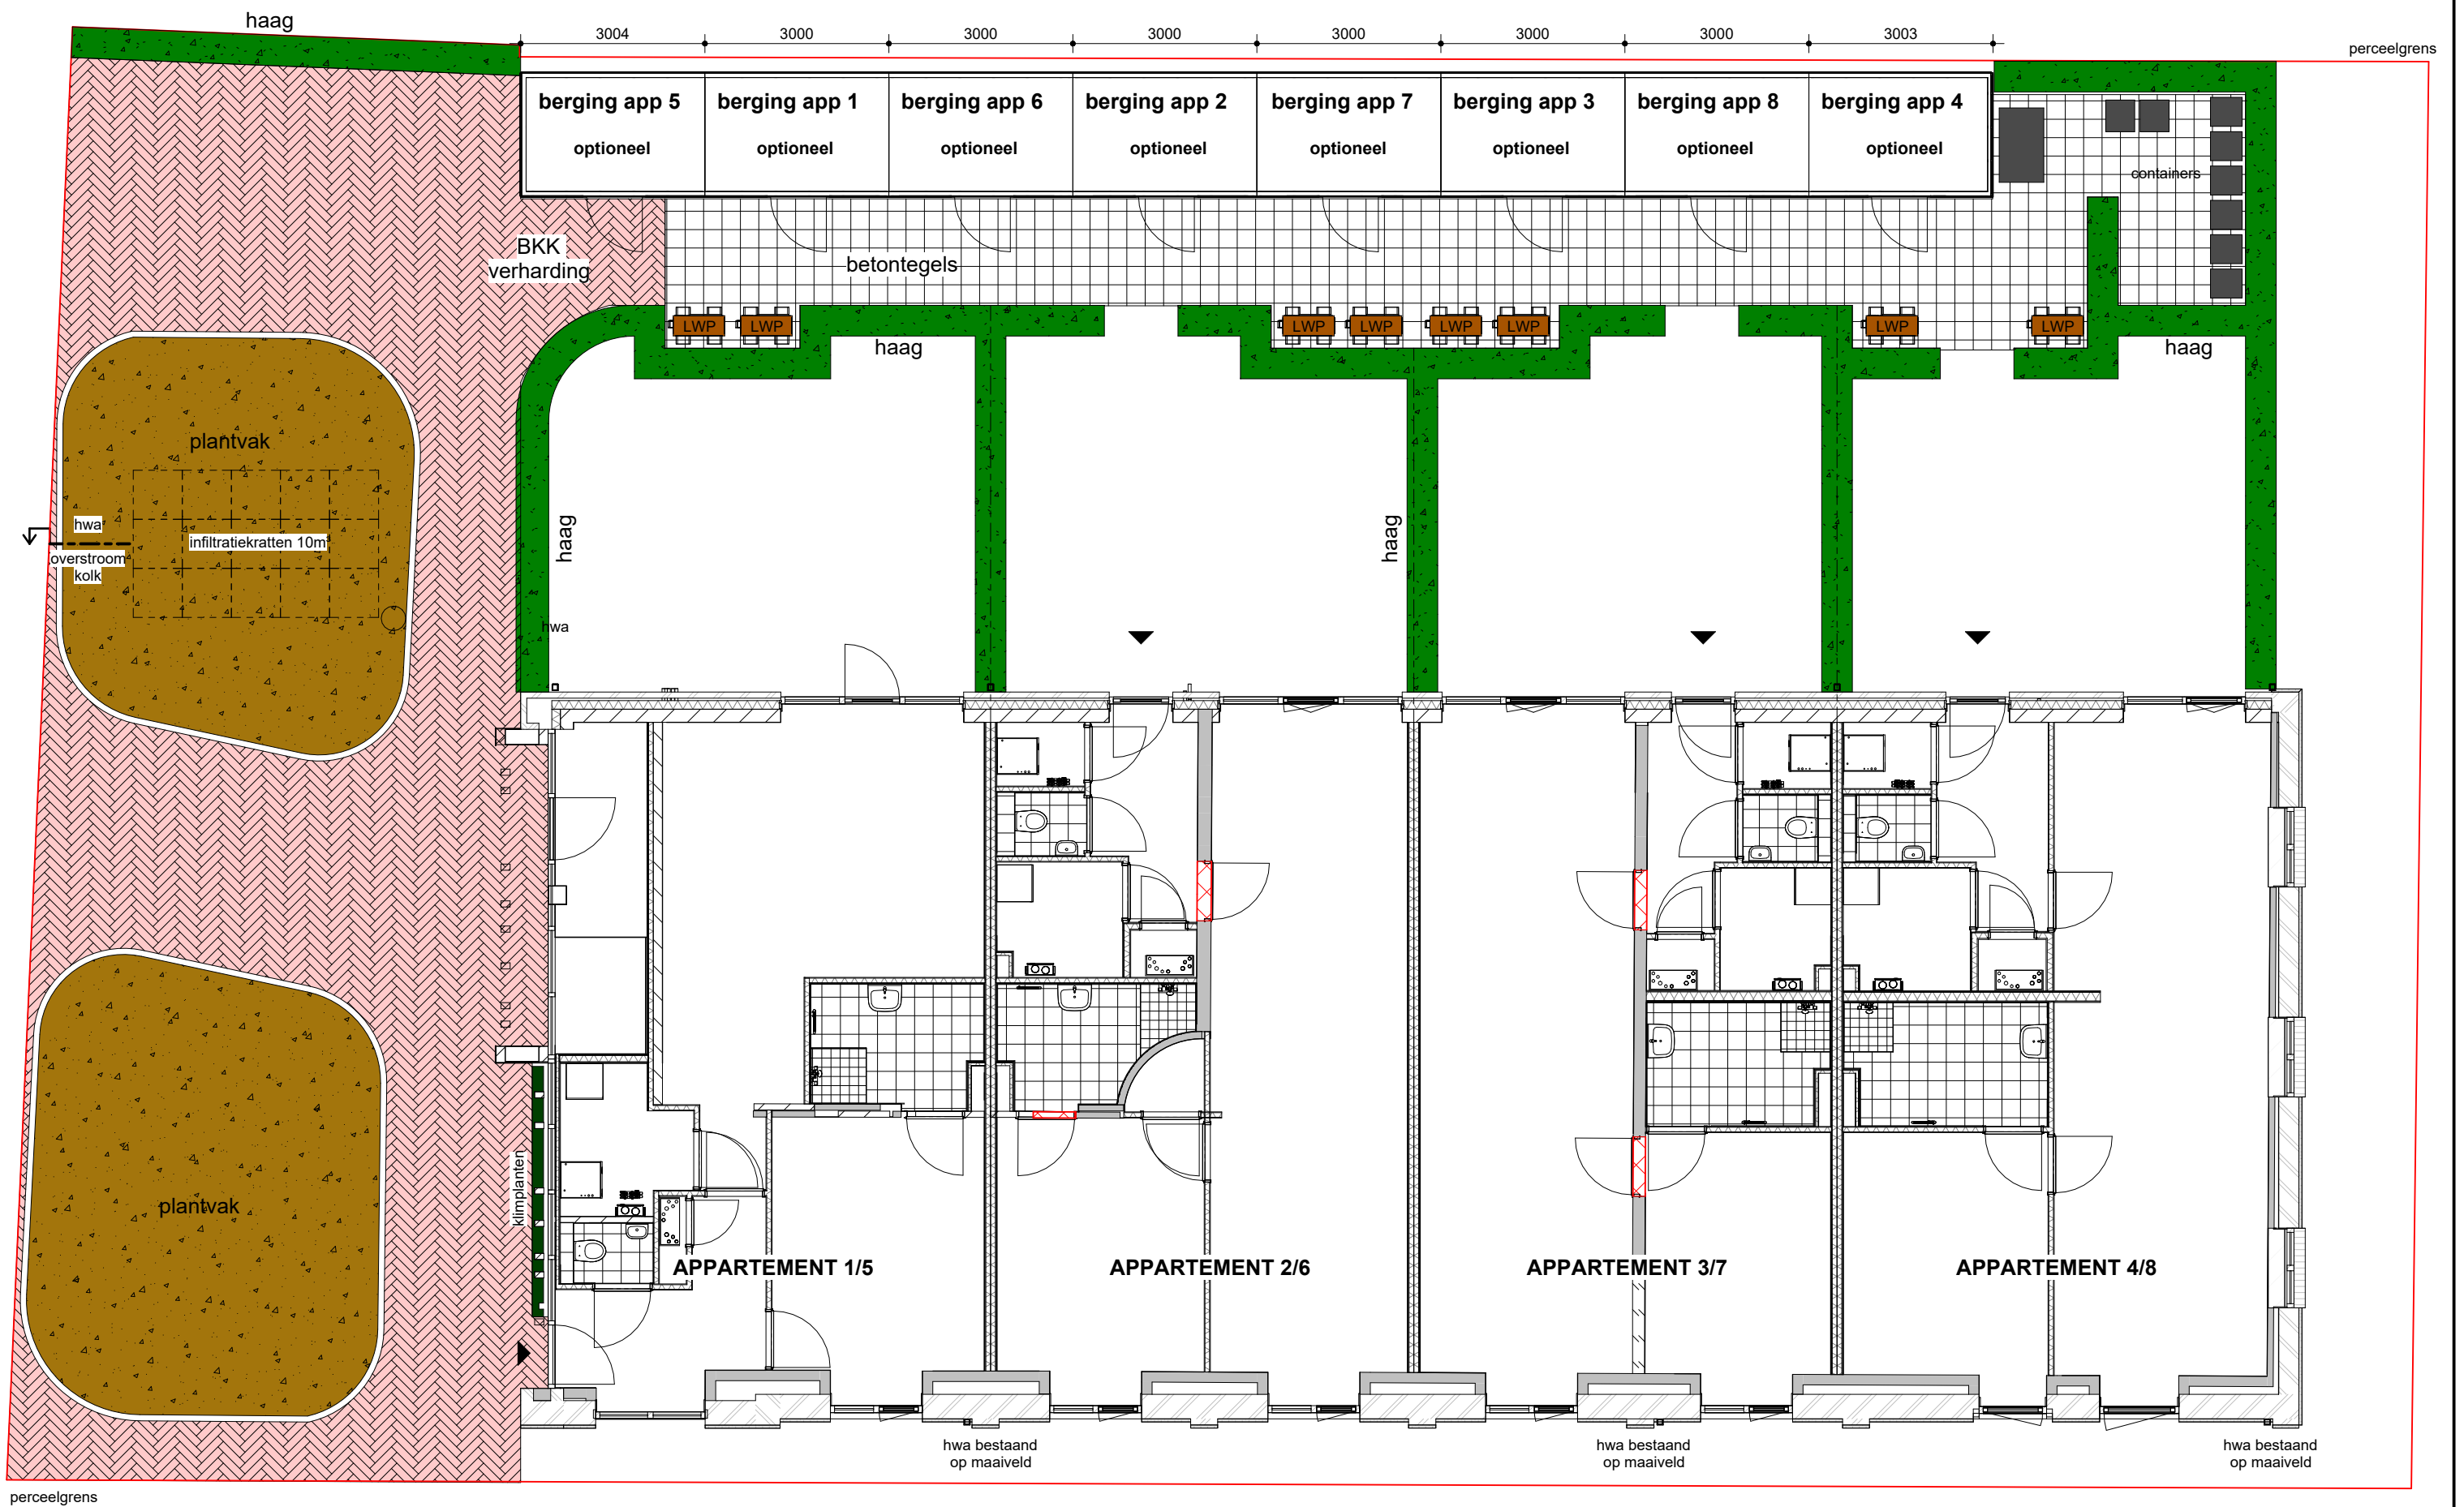 haag
3004 3000 3000 3000 3000 3000 3000 3003
perceelgrens
berging app 5 berging app 1 berging app 6 berging app 2 berging app 7 berging app 3 berging app 8 berging app 4
optioneel optioneel optioneel optioneel optioneel optioneel optioneel optioneel
containers
BKK
verharding
betontegels
LWP LWP LWP LWP LWP LWP LWP LWP
haag
haag
plantvak
hwa
infiltratiekratten 10m³
overstroom
kolk
haag
haag
hwa
klimplanten
plantvak
APPARTEMENT 1/5 APPARTEMENT 2/6 APPARTEMENT 3/7 APPARTEMENT 4/8
hwa bestaand
op maaiveld
hwa bestaand
op maaiveld
hwa bestaand
op maaiveld
perceelgrens